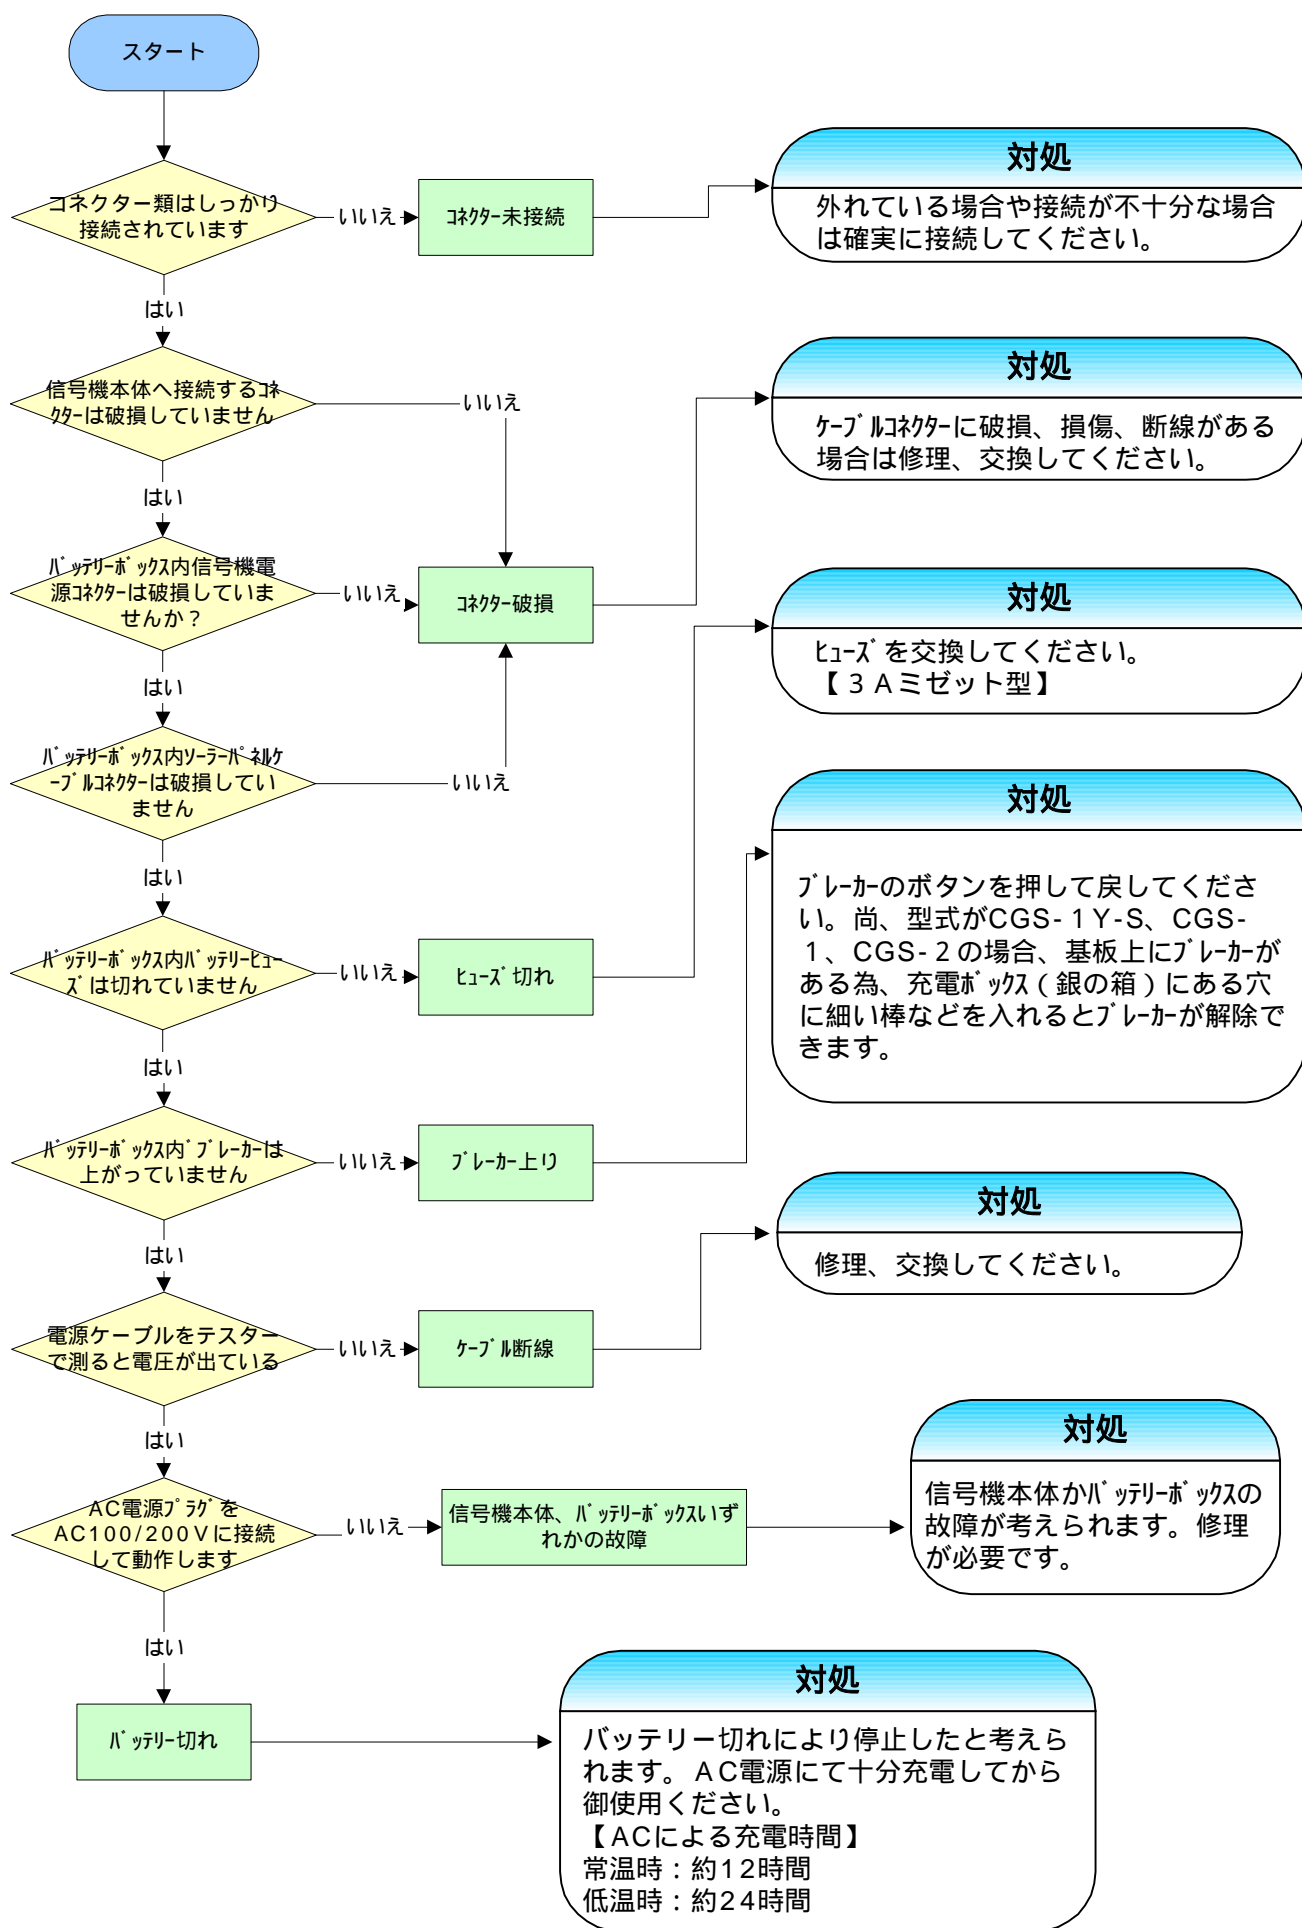 スタート
コネクター類はしっかり
接続されています
いいえ
コネクター未接続
対処
外れている場合や接続が不十分な場合
は確実に接続してください。
はい
信号機本体へ接続するコネ
クターは破損していません
いいえ
対処
ケーブルコネクターに破損、損傷、断線がある
場合は修理、交換してください。
はい
バッテリーボックス内信号機電
源コネクターは破損していま
せんか？
いいえ
コネクター破損
対処
ヒューズを交換してください。
【３Ａミゼット型】
はい
バッテリーボックス内ソーラーパネルケ
ーブルコネクターは破損してい
ません
いいえ
対処
ブレーカーのボタンを押して戻してくださ
い。尚、型式がCGS-１Y-S、CGS-
１、CGS-２の場合、基板上にブレーカーが
ある為、充電ボックス（銀の箱）にある穴
に細い棒などを入れるとブレーカーが解除で
きます。
はい
バッテリーボックス内バッテリーヒュー
ズは切れていません
いいえ
ヒューズ切れ
はい
バッテリーボックス内ﾞブレーカーは
上がっていません
いいえ
ブレーカー上り
対処
修理、交換してください。
はい
電源ケーブルをテスター
で測ると電圧が出ている
いいえ
ケーブル断線
はい
AC電源プラグを
AC100/200Vに接続
して動作します
いいえ
信号機本体、バッテリーボックスいず
れかの故障
対処
信号機本体かバッテリーボックスの
故障が考えられます。修理
が必要です。
はい
バッテリー切れ
対処
バッテリー切れにより停止したと考えら
れます。ＡＣ電源にて十分充電してから
御使用ください。
【ACによる充電時間】
常温時：約12時間
低温時：約24時間